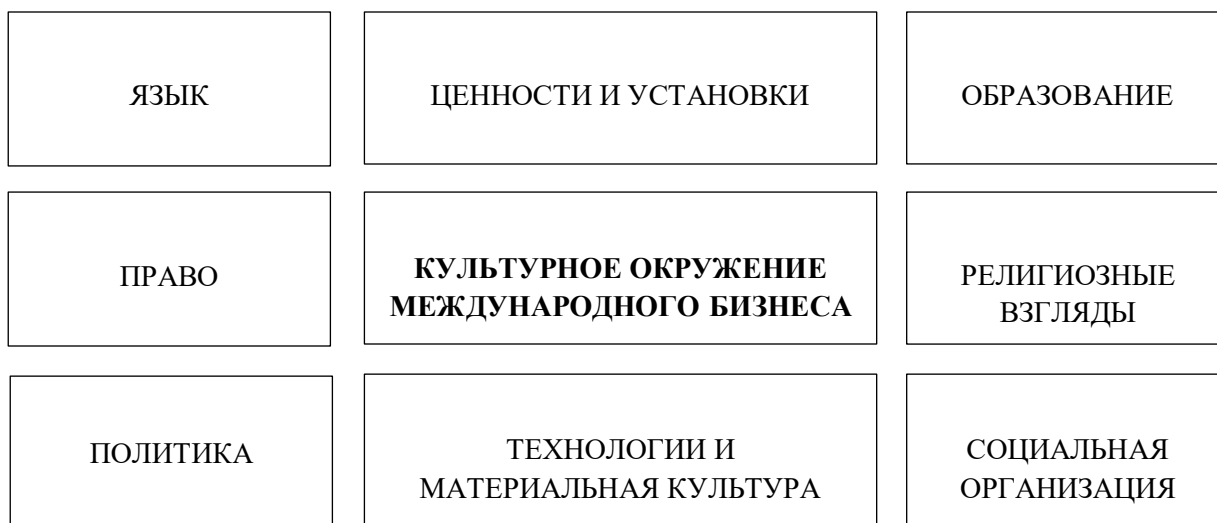 ЯЗЫК
ЦЕННОСТИ И УСТАНОВКИ
ОБРАЗОВАНИЕ
ПРАВО
КУЛЬТУРНОЕ ОКРУЖЕНИЕ
МЕЖДУНАРОДНОГО БИЗНЕСА
РЕЛИГИОЗНЫЕ
ВЗГЛЯДЫ
ПОЛИТИКА
ТЕХНОЛОГИИ И
МАТЕРИАЛЬНАЯ КУЛЬТУРА
СОЦИАЛЬНАЯ
ОРГАНИЗАЦИЯ